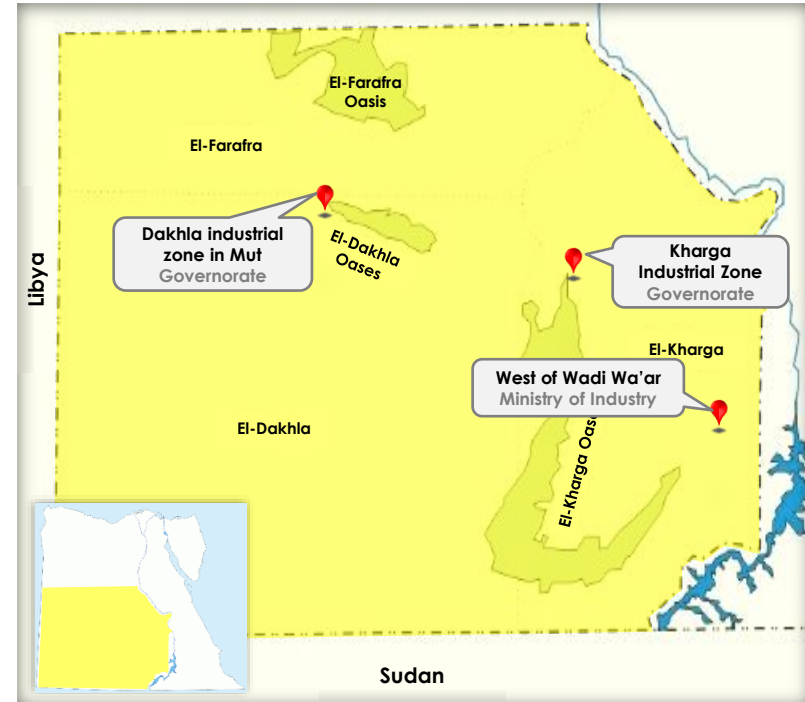 El-Farafra
Oasis
El-Farafra
Dakhla industrial
zone in Mut
Governorate
El-Dakhla
Oases
Kharga
Industrial Zone
Governorate
Libya
El-Kharga
West of Wadi Wa’ar
Ministry of Industry
El-Dakhla
El-Kharga
Sudan